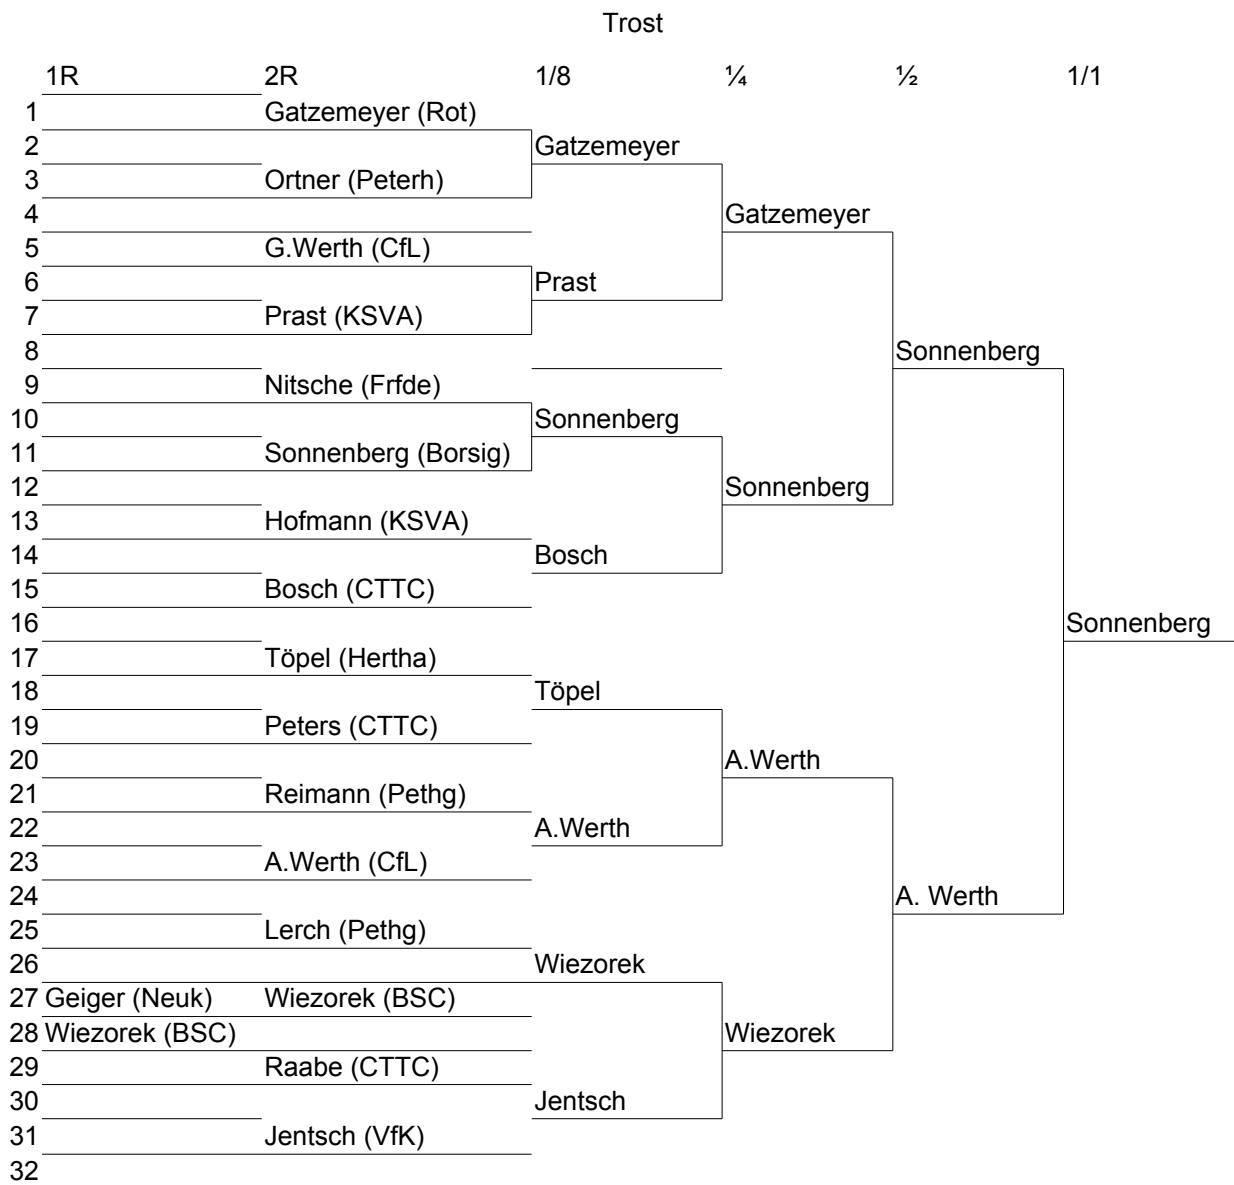 Trost
1R 2R 1/8 ¼ ½ 1/1
1 Gatzemeyer (Rot)
2 Gatzemeyer
3 Ortner (Peterh)
4 Gatzemeyer
5 G.Werth (CfL)
6 Prast
7 Prast (KSVA)
8 Sonnenberg
9 Nitsche (Frfde)
10 Sonnenberg
11 Sonnenberg (Borsig)
12 Sonnenberg
13 Hofmann (KSVA)
14 Bosch
15 Bosch (CTTC)
16 Sonnenberg
17 Töpel (Hertha)
18 Töpel
19 Peters (CTTC)
20 A.Werth
21 Reimann (Pethg)
22 A.Werth
23 A.Werth (CfL)
24 A. Werth
25 Lerch (Pethg)
26 Wiezorek
27 Geiger (Neuk) Wiezorek (BSC)
28 Wiezorek (BSC) Wiezorek
29 Raabe (CTTC)
30 Jentsch
31 Jentsch (VfK)
32